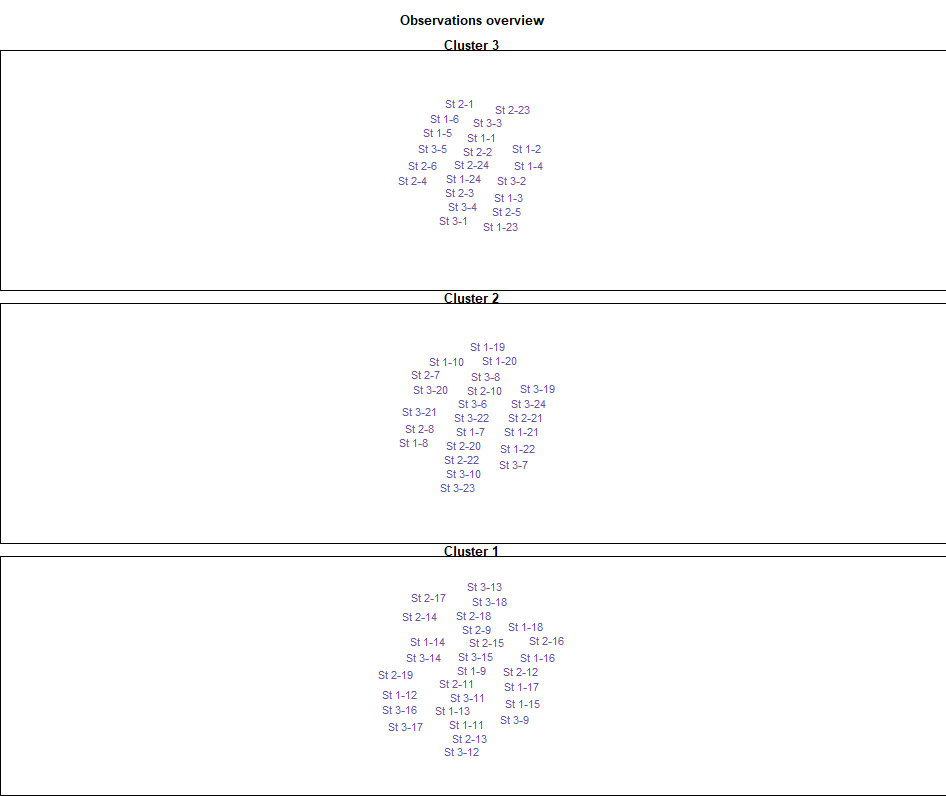 Observations overview
Cluster 3
St 2-1
St 2-23
St 1-6
St 3-3
St 1-5
St 1-1
St 3-5
St 2-2
St 1-2
St 2-6
St 2-24
St 1-4
St 2-4
St 1-24
St 3-2
St 2-3
St 1-3
St 3-4
St 2-5
St 3-1
St 1-23
Cluster 2
St 1-19
St 1-10
St 1-20
St 2-7
St 3-8
St 3-20
St 2-10
St 3-19
St 3-6
St 3-24
St 3-21
St 3-22
St 2-21
St 2-8
St 1-7
St 1-21
St 1-8
St 2-20
St 1-22
St 2-22
St 3-7
St 3-10
St 3-23
Cluster 1
St 3-13
St 2-17
St 3-18
St 2-14
St 2-18
St 1-18
St 2-9
St 1-14
St 2-15
St 2-16
St 3-14
St 3-15
St 1-16
St 2-19
St 1-9
St 2-12
St 2-11
St 1-17
St 1-12
St 3-11
St 1-15
St 3-16
St 1-13
St 3-9
St 3-17
St 1-11
St 2-13
St 3-12